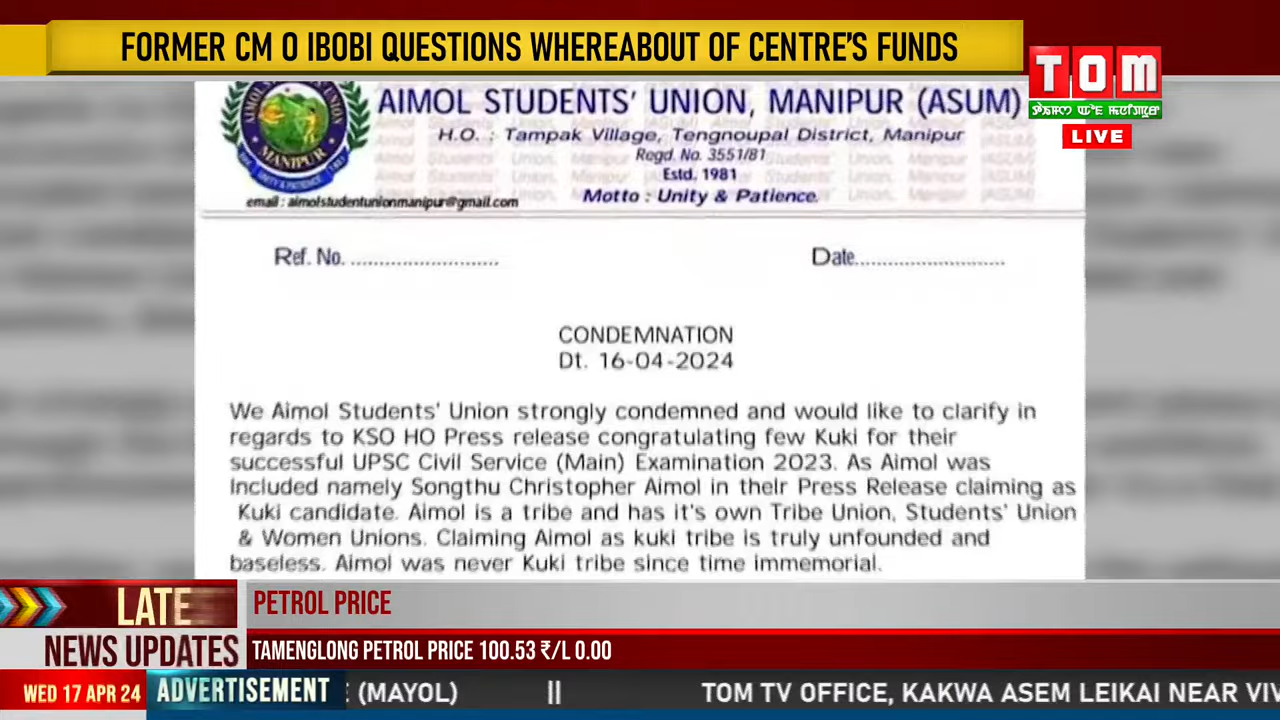 FORMER CM O IBOBI QUESTIONS WHEREABOUT OF CENTRE'S FUNDS
TOM
LIVE
AIMOL STUDENTS' UNION, MANIPUR (ASUM)
H.O. : Tampak Village, Tengnoupal District, Manipur
Regd. No. 3551/81
Estd. 1981
Motto : Unity & Patience.
MANIPUR
UNITY & PATIENCE
email : aimolstudentunionmanipur@gmail.com
Ref. No. ..........................
Date..........................
CONDEMNATION
Dt. 16-04-2024
We Aimol Students' Union strongly condemned and would like to clarify in
regards to KSO HO Press release congratulating few Kuki for their
successful UPSC Civil Service (Main) Examination 2023. As Aimol was
included namely Songthu Christopher Aimol in their Press Release claiming as
Kuki candidate. Aimol is a tribe and has it's own Tribe Union, Students' Union
& Women Unions. Claiming Aimol as kuki tribe is truly unfounded and
baseless. Aimol was never Kuki tribe since time immemorial.
LATE
NEWS UPDATES
PETROL PRICE
TAMENGLONG PETROL PRICE 100.53 ₹/L 0.00
WED 17 APR 24
ADVERTISEMENT
E (MAYOL) || TOM TV OFFICE, KAKWA ASEM LEIKAI NEAR VIV